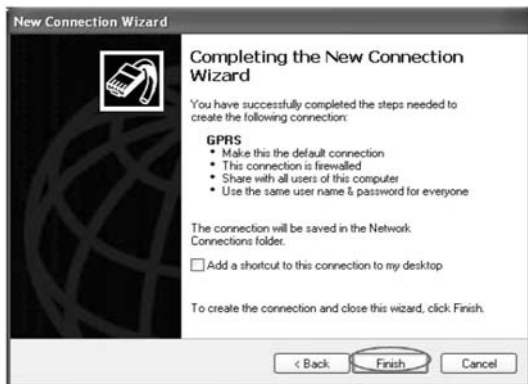 New Connection Wizard
Completing the New Connection
Wizard
You have successfully completed the steps needed to
create the following connection:
GPRS
• Make this the default connection
• This connection is firewalled
• Share with all users of this computer
• Use the same user name & password for everyone
The connection will be saved in the Network
Connections folder.
Add a shortcut to this connection to my desktop
To create the connection and close this wizard, click Finish.
< Back Finish Cancel